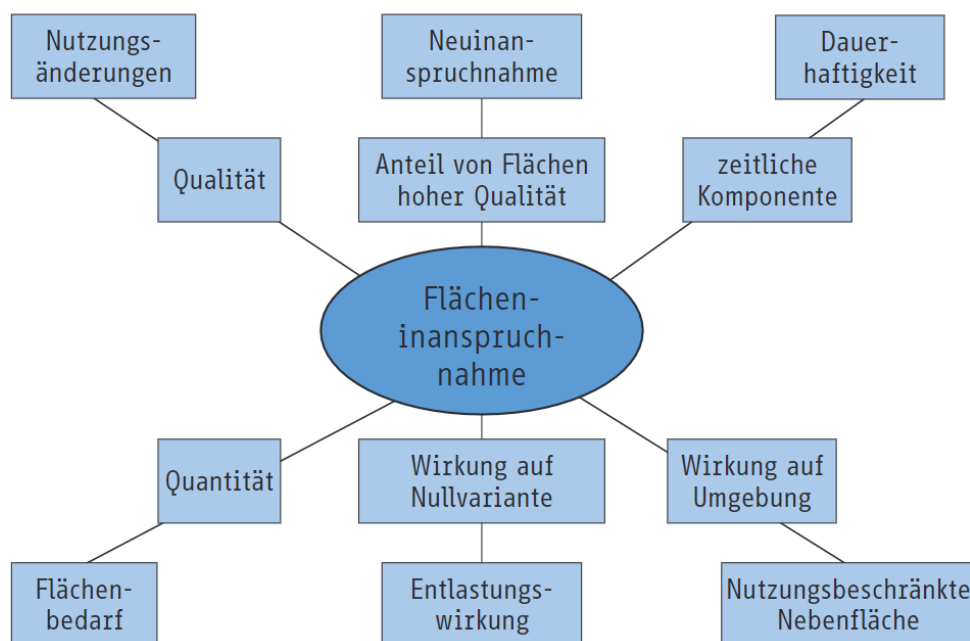 Nutzungs-
änderungen
Neuinan-
spruchnahme
Dauer-
haftigkeit
Qualität
Anteil von Flächen
hoher Qualität
zeitliche
Komponente
Flächen-
inanspruch-
nahme
Quantität
Wirkung auf
Nullvariante
Wirkung auf
Umgebung
Flächen-
bedarf
Entlastungs-
wirkung
Nutzungsbeschränkte
Nebenfläche